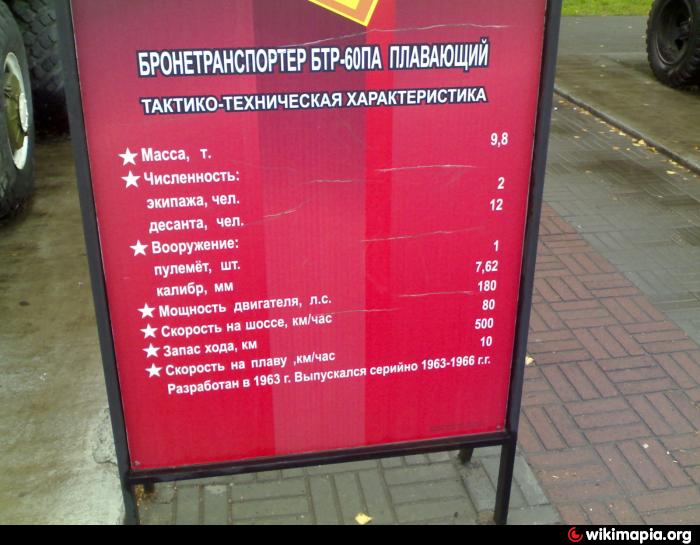 БРОНЕТРАНСПОРТЕР БТР-60ПА ПЛАВАЮЩИЙ
ТАКТИКО-ТЕХНИЧЕСКАЯ ХАРАКТЕРИСТИКА
Масса, т. 9,8
Численность:
экипажа, чел. 2
десанта, чел. 12
Вооружение:
пулемёт, шт. 1
калибр, мм 7,62
Мощность двигателя, л.с. 180
Скорость на шоссе, км/час 80
Запас хода, км 500
Скорость на плаву ,км/час 10
Разработан в 1963 г. Выпускался серийно 1963-1966 г.г.
wikimapia.org